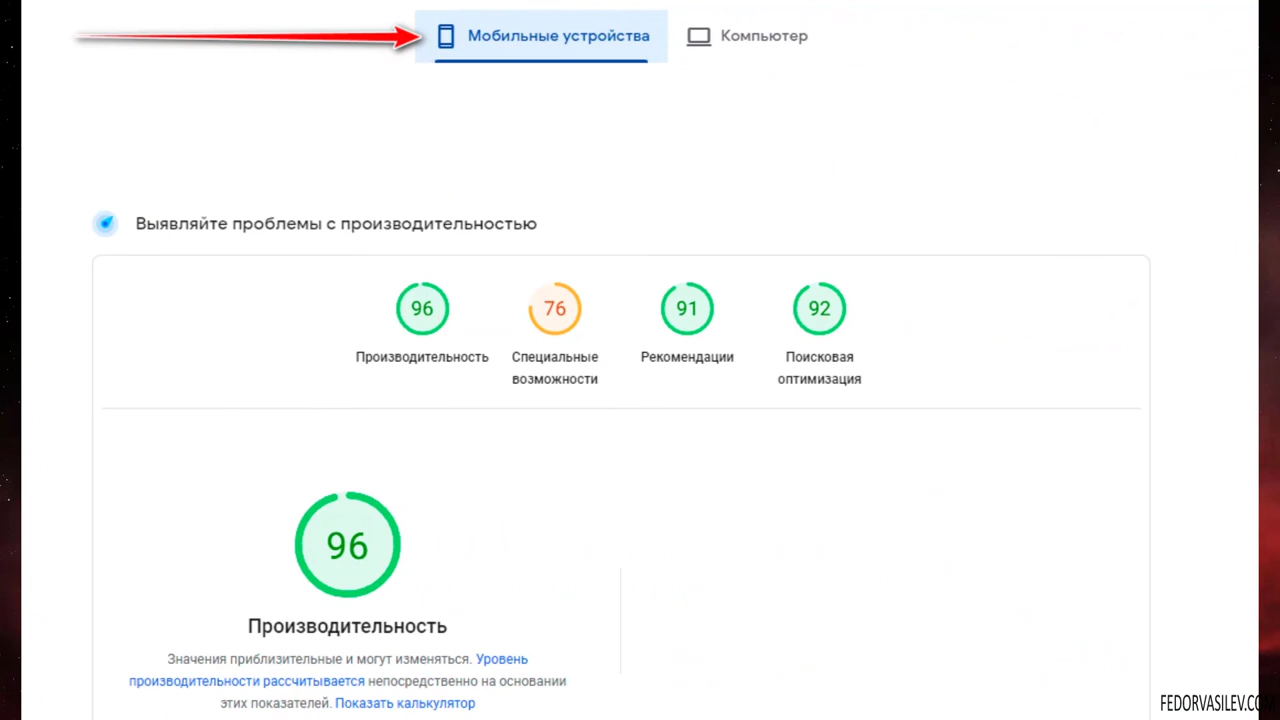 Мобильные устройства
Компьютер
Выявляйте проблемы с производительностью
96
76
91
92
Производительность
Специальные
возможности
Рекомендации
Поисковая
оптимизация
96
Производительность
Значения приблизительные и могут изменяться. Уровень
производительности рассчитывается непосредственно на основании
этих показателей. Показать калькулятор
FEDORVASILEV.COM